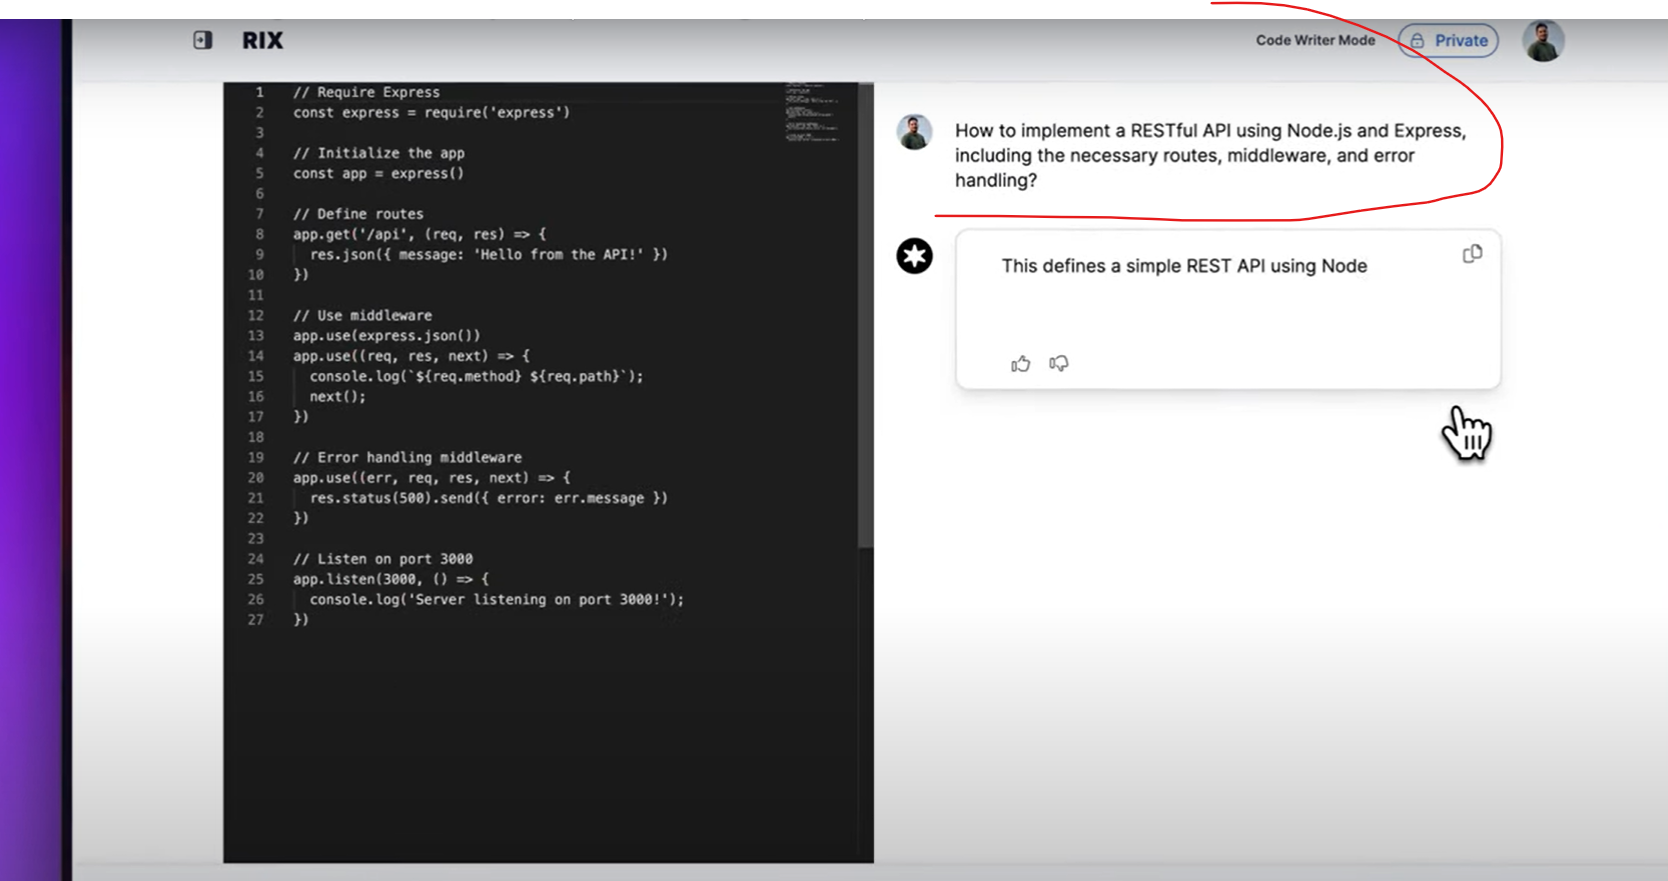 RIX
Code Writer Mode
Private
1 // Require Express
2 const express = require('express')
3
4 // Initialize the app
5 const app = express()
6
7 // Define routes
8 app.get('/api', (req, res) => {
9 res.json({ message: 'Hello from the API!' })
10 })
11
12 // Use middleware
13 app.use(express.json())
14 app.use((req, res, next) => {
15 console.log(`${req.method} ${req.path}`);
16 next();
17 })
18
19 // Error handling middleware
20 app.use((err, req, res, next) => {
21 res.status(500).send({ error: err.message })
22 })
23
24 // Listen on port 3000
25 app.listen(3000, () => {
26 console.log('Server listening on port 3000!');
27 })
How to implement a RESTful API using Node.js and Express,
including the necessary routes, middleware, and error
handling?
This defines a simple REST API using Node